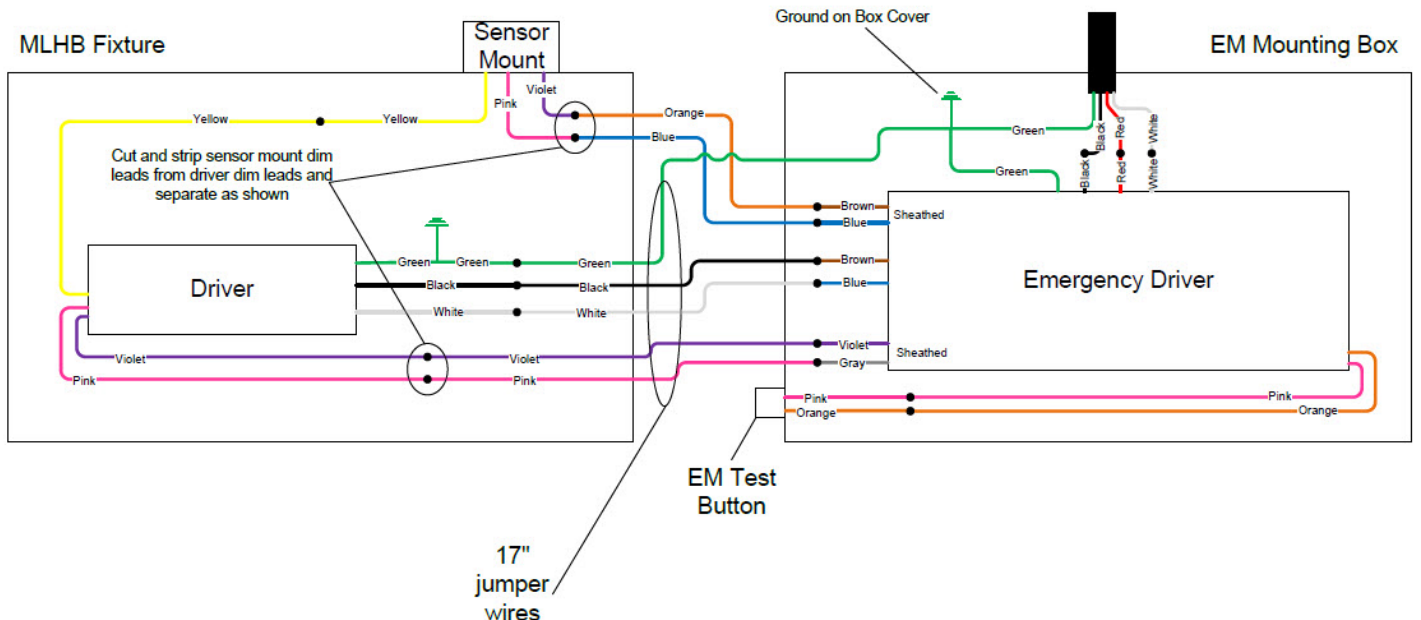 Ground on Box Cover
MLHB Fixture
Sensor
Mount
EM Mounting Box
Violet
Pink
Orange
Yellow
Yellow
Blue
Green
Black
Red
White
Cut and strip sensor mount dim
leads from driver dim leads and
separate as shown
Green
Black
Red
White
Brown
Sheathed
Blue
Green
Green
Green
Brown
Driver
Black
Black
Blue
Emergency Driver
White
White
Violet
Violet
Violet
Sheathed
Gray
Pink
Pink
Pink
Pink
Orange
Orange
EM Test
Button
17"
jumper
wires